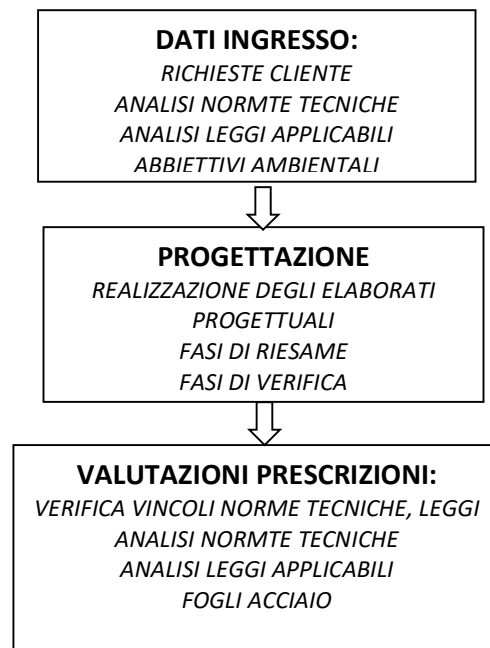 DATI INGRESSO:
RICHIESTE CLIENTE
ANALISI NORMTE TECNICHE
ANALISI LEGGI APPLICABILI
ABBIETTIVI AMBIENTALI
PROGETTAZIONE
REALIZZAZIONE DEGLI ELABORATI
PROGETTUALI
FASI DI RIESAME
FASI DI VERIFICA
VALUTAZIONI PRESCRIZIONI:
VERIFICA VINCOLI NORME TECNICHE, LEGGI
ANALISI NORMTE TECNICHE
ANALISI LEGGI APPLICABILI
FOGLI ACCIAIO